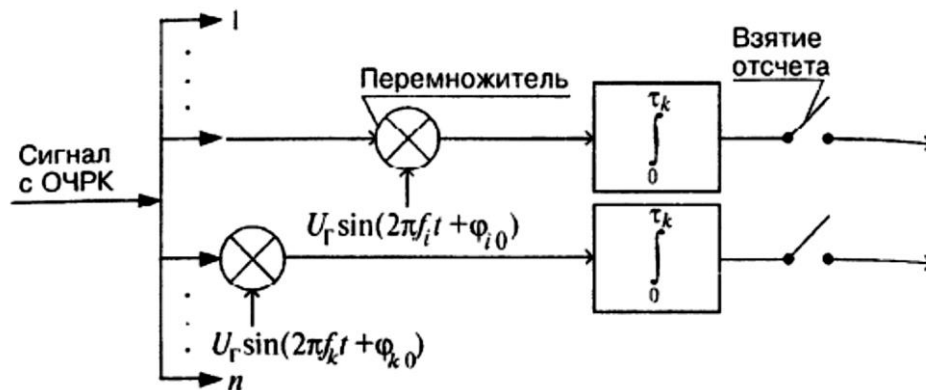 1
Взятие
отсчета
Перемножитель
τk
∫
0
Сигнал
с ОЧРК
Uг sin(2πfit + φi0)
τk
∫
0
Uг sin(2πfkt + φk0)
n